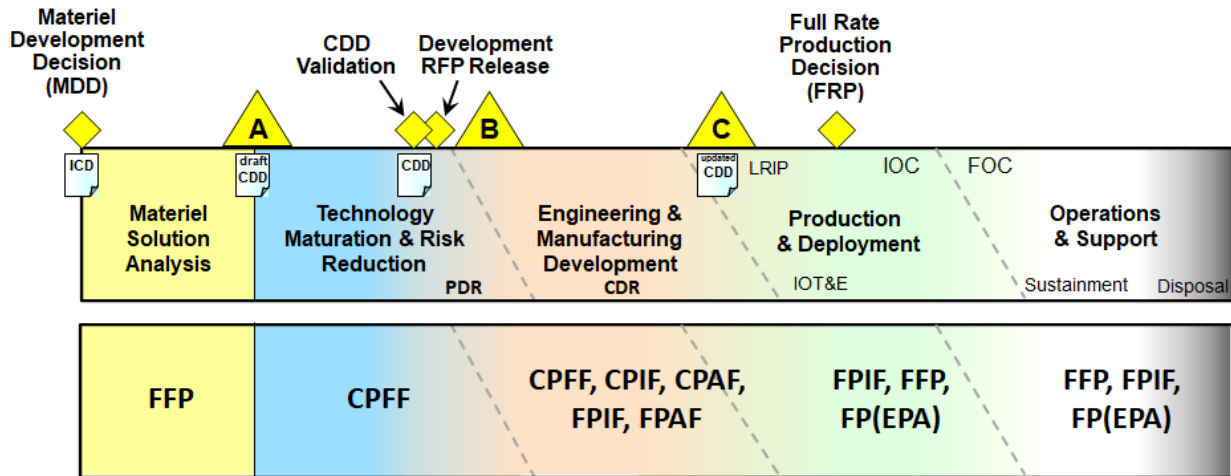 Materiel
Development
Decision
(MDD)
CDD
Validation
Development
RFP Release
Full Rate
Production
Decision
(FRP)
A
B
C
ICD
draft
CDD
CDD
updated
CDD
LRIP
IOC
FOC
Materiel
Solution
Analysis
Technology
Maturation & Risk
Reduction
PDR
Engineering &
Manufacturing
Development
CDR
Production
& Deployment
IOT&E
Operations
& Support
Sustainment
Disposal
FFP
CPFF
CPFF, CPIF, CPAF,
FPIF, FPAF
FPIF, FFP,
FP(EPA)
FFP, FPIF,
FP(EPA)